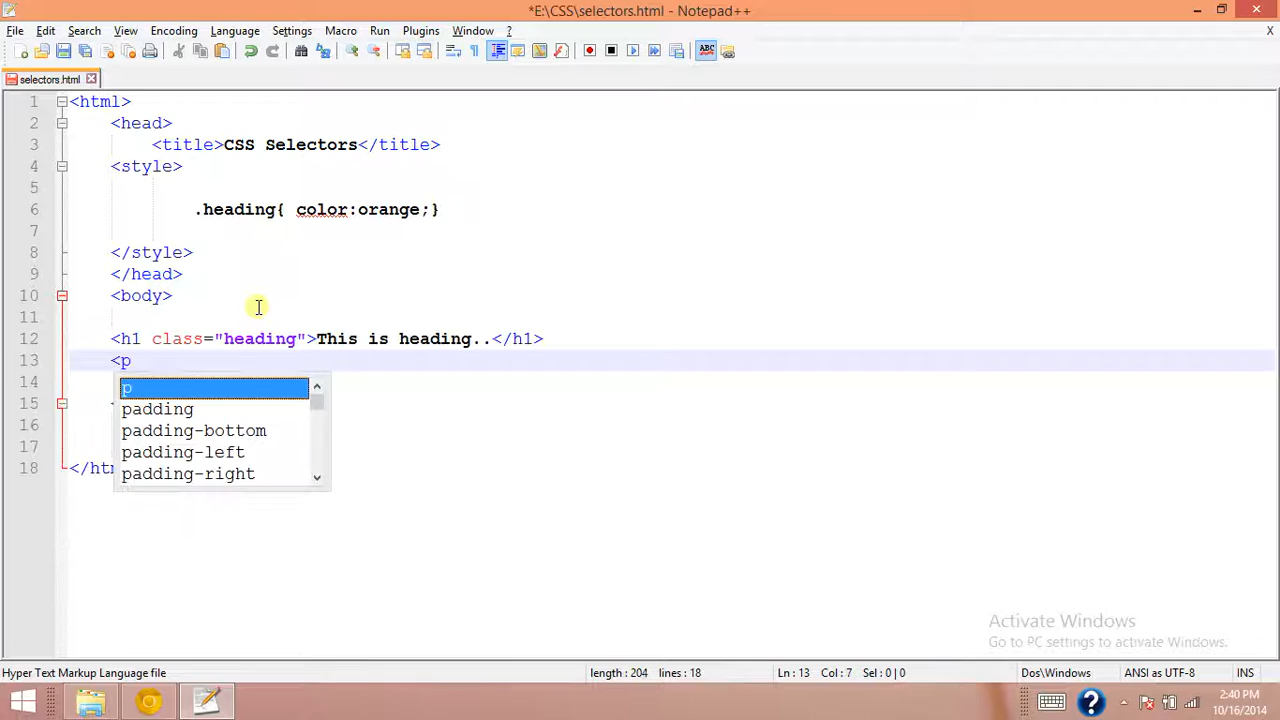 *E:\CSS\selectors.html - Notepad++
File Edit Search View Encoding Language Settings Macro Run Plugins Window ? X
selectors.html
1 <html>
2 <head>
3 <title>CSS Selectors</title>
4 <style>
5
6 .heading{ color:orange;}
7
8 </style>
9 </head>
10 <body>
11
12 <h1 class="heading">This is heading..</h1>
13 <p
14 p
padding
15 <
padding-bottom
16
padding-left
17
18 </htm
padding-right
Activate Windows
Go to PC settings to activate Windows.
Hyper Text Markup Language file length : 204 lines : 18 Ln : 13 Col : 7 Sel : 0 | 0 Dos\Windows ANSI as UTF-8 INS
2:40 PM
10/16/2014